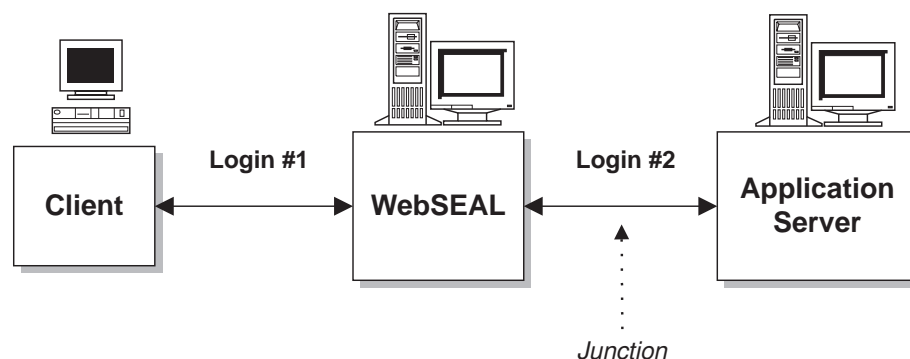 Login #1
Login #2
Client
WebSEAL
Application
Server
Junction